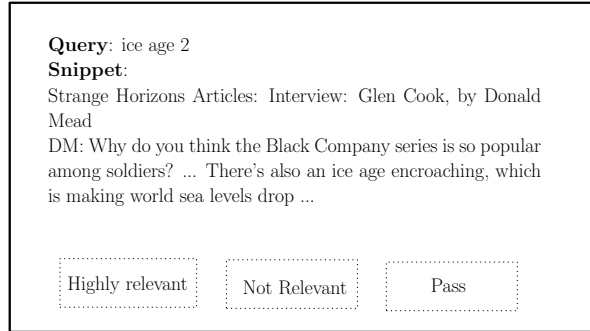 Query: ice age 2
Snippet:
Strange Horizons Articles: Interview: Glen Cook, by Donald
Mead
DM: Why do you think the Black Company series is so popular
among soldiers? ... There's also an ice age encroaching, which
is making world sea levels drop ...
Highly relevant Not Relevant Pass